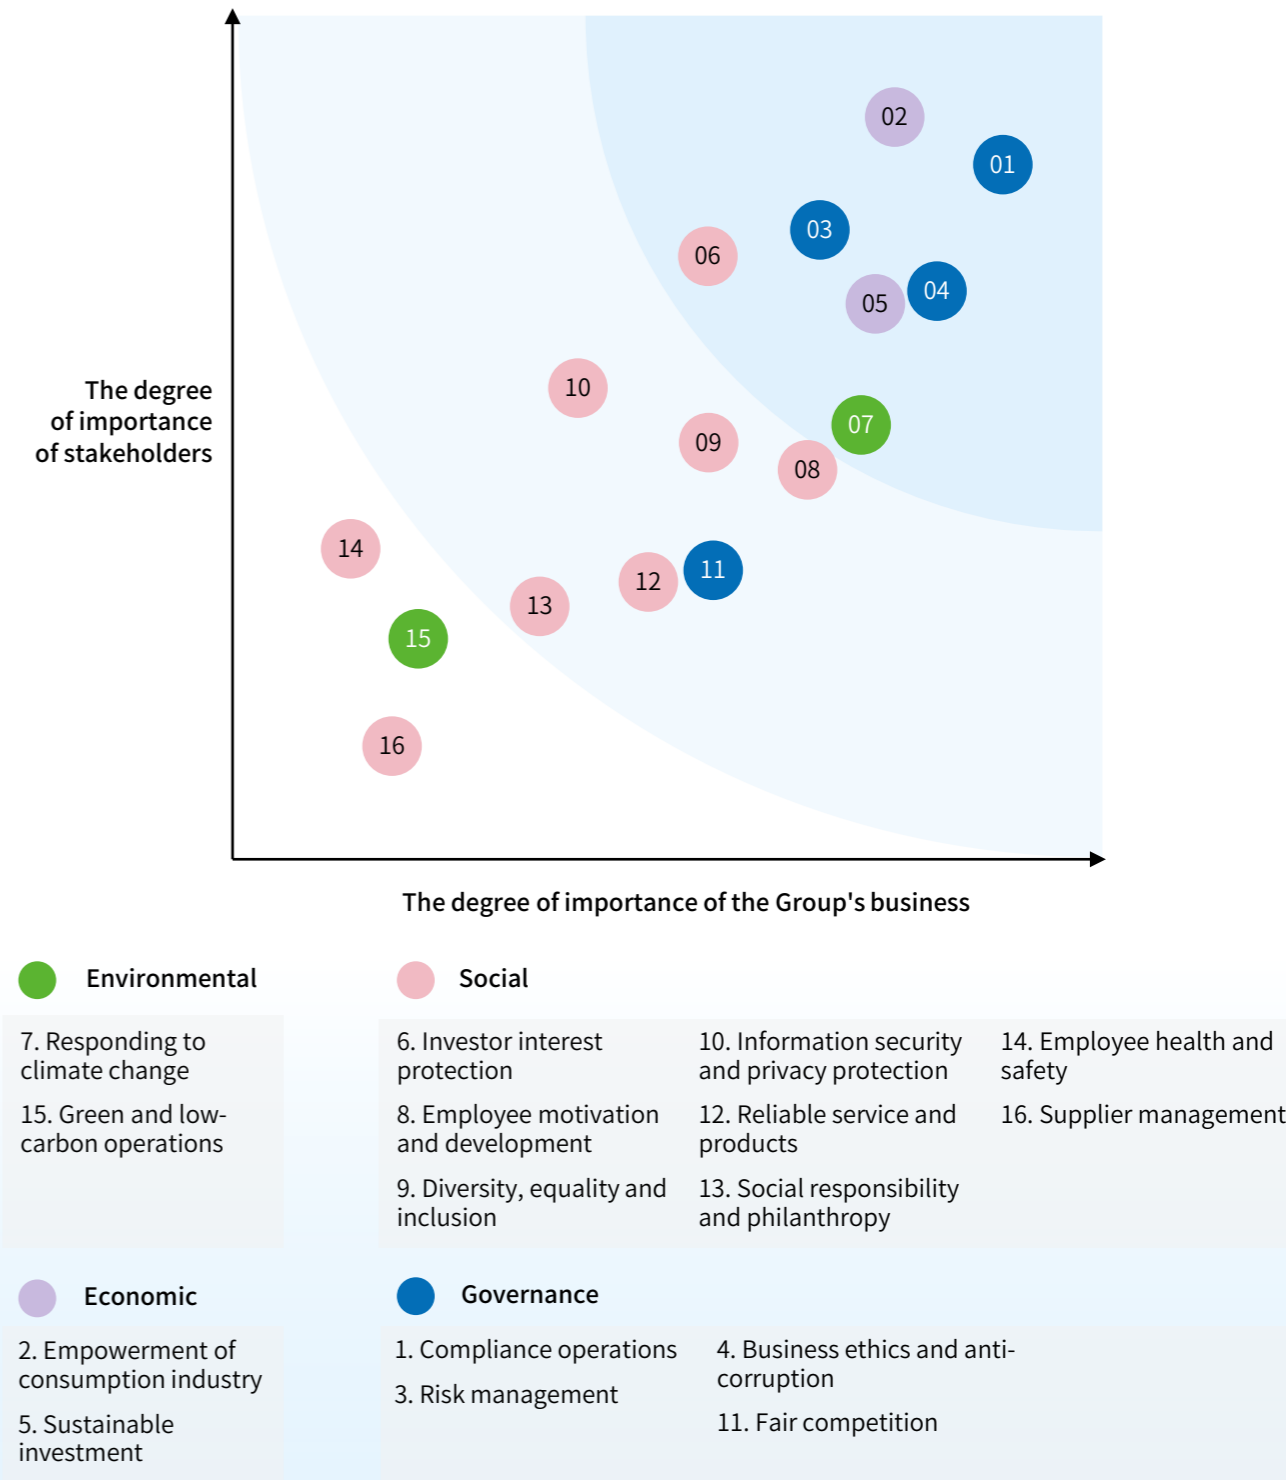 02
01
03
06
04
05
The degree
of importance
of stakeholders
10
07
09
08
14
11
12
13
15
16
The degree of importance of the Group's business
Environmental
7. Responding to
climate change
15. Green and low-
carbon operations
Social
6. Investor interest
protection
8. Employee motivation
and development
9. Diversity, equality and
inclusion
10. Information security
and privacy protection
12. Reliable service and
products
13. Social responsibility
and philanthropy
14. Employee health and
safety
16. Supplier management
Economic
2. Empowerment of
consumption industry
5. Sustainable
investment
Governance
1. Compliance operations
3. Risk management
4. Business ethics and anti-
corruption
11. Fair competition